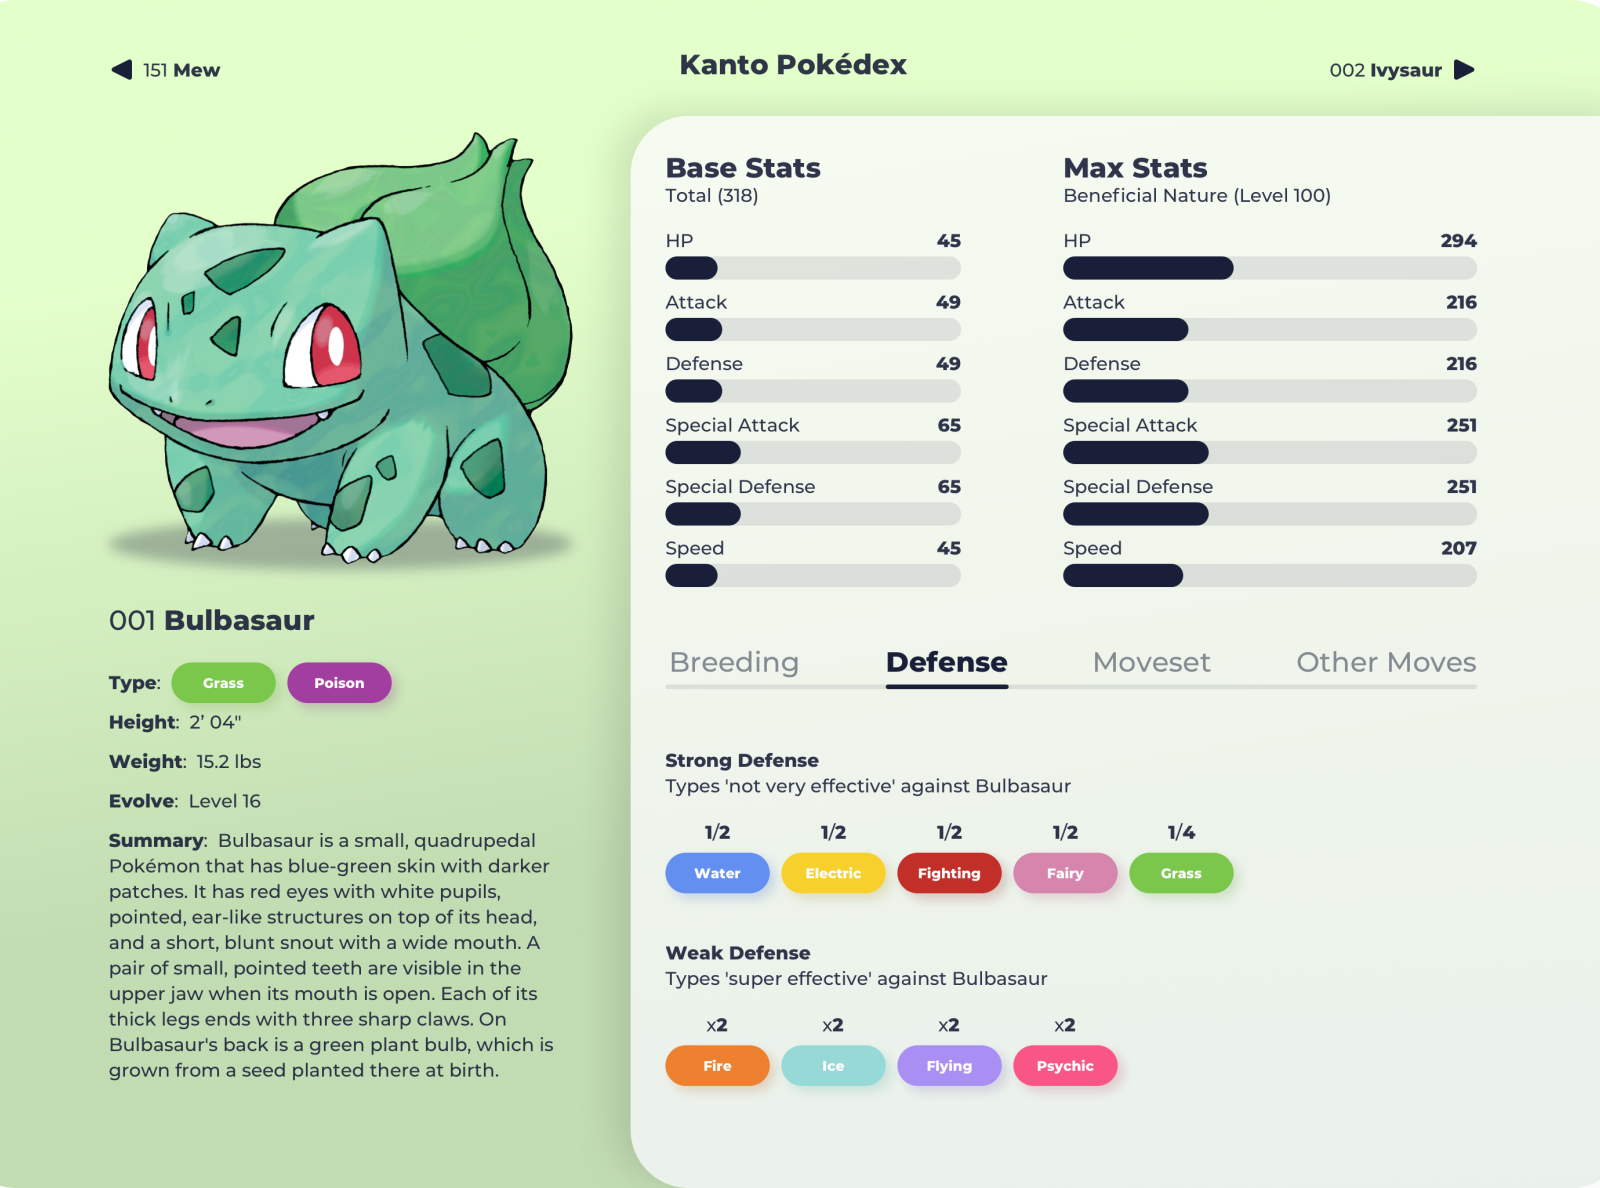 151 Mew
Kanto Pokédex
002 Ivysaur
001 Bulbasaur
Type: Grass Poison
Height: 2’ 04"
Weight: 15.2 lbs
Evolve: Level 16
Summary: Bulbasaur is a small, quadrupedal
Pokémon that has blue-green skin with darker
patches. It has red eyes with white pupils,
pointed, ear-like structures on top of its head,
and a short, blunt snout with a wide mouth. A
pair of small, pointed teeth are visible in the
upper jaw when its mouth is open. Each of its
thick legs ends with three sharp claws. On
Bulbasaur's back is a green plant bulb, which is
grown from a seed planted there at birth.
Base Stats
Total (318)
HP 45
Attack 49
Defense 49
Special Attack 65
Special Defense 65
Speed 45
Max Stats
Beneficial Nature (Level 100)
HP 294
Attack 216
Defense 216
Special Attack 251
Special Defense 251
Speed 207
Breeding Defense Moveset Other Moves
Strong Defense
Types 'not very effective' against Bulbasaur
1/2 1/2 1/2 1/2 1/4
Water Electric Fighting Fairy Grass
Weak Defense
Types 'super effective' against Bulbasaur
x2 x2 x2 x2
Fire Ice Flying Psychic